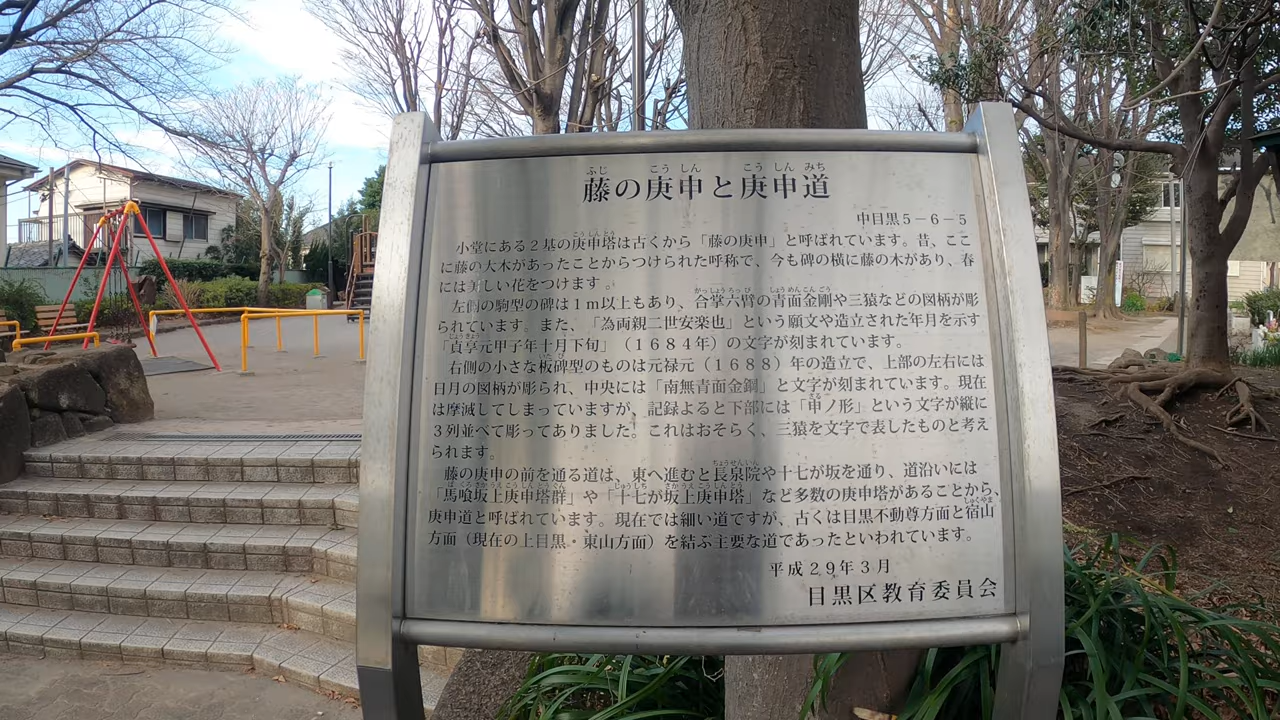 藤の庚申と庚申道
中目黒5-6-5
小堂にある2基の庚申塔は古くから「藤の庚申」と呼ばれています。昔、ここ
に藤の大木があったことからつけられた呼称で、今も碑の横に藤の木があり、春
には美しい花をつけます。
左側の駒型の碑は1m以上もあり、合掌六臂の青面金剛や三猿などの図柄が彫
られています。また、「為両親二世安楽也」という願文や造立された年月を示す
「貞享元甲子年十月下旬」(1684年)の文字が刻まれています。
右側の小さな板碑型のものは元禄元(1688)年の造立で、上部の左右には
日月の図柄が彫られ、中央には「南無青面金剛」と文字が刻まれています。現在
は摩滅してしまっていますが、記録よると下部には「申ノ形」という文字が縦に
3列並べて彫ってありました。これはおそらく、三猿を文字で表したものと考え
られます。
藤の庚申の前を通る道は、東へ進むと長泉院や十七が坂を通り、道沿いには
「馬喰坂上庚申塔群」や「十七が坂上庚申塔」など多数の庚申塔があることから、
庚申道と呼ばれています。現在では細い道ですが、古くは目黒不動尊方面と宿山
方面(現在の上目黒・東山方面)を結ぶ主要な道であったといわれています。
平成29年3月
目黒区教育委員会